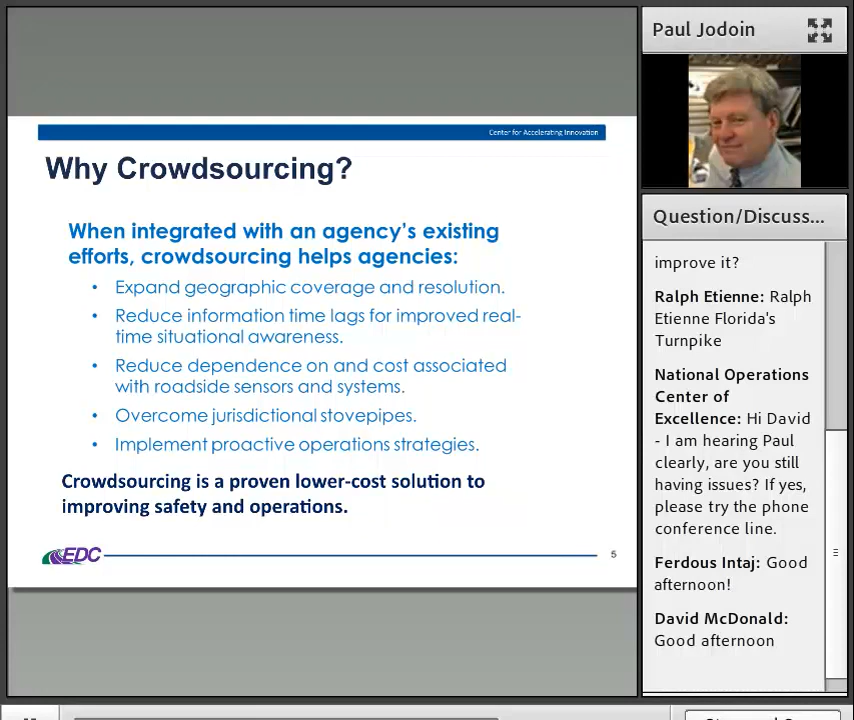 Center for Accelerating Innovation
Why Crowdsourcing?
When integrated with an agency's existing
efforts, crowdsourcing helps agencies:
• Expand geographic coverage and resolution.
• Reduce information time lags for improved real-
time situational awareness.
• Reduce dependence on and cost associated
with roadside sensors and systems.
• Overcome jurisdictional stovepipes.
• Implement proactive operations strategies.
Crowdsourcing is a proven lower-cost solution to
improving safety and operations.
EDC
5
Paul Jodoin
Question/Discuss...
improve it?
Ralph Etienne: Ralph
Etienne Florida's
Turnpike
National Operations
Center of
Excellence: Hi David
- I am hearing Paul
clearly, are you still
having issues? If yes,
please try the phone
conference line.
Ferdous Intaj: Good
afternoon!
David McDonald:
Good afternoon